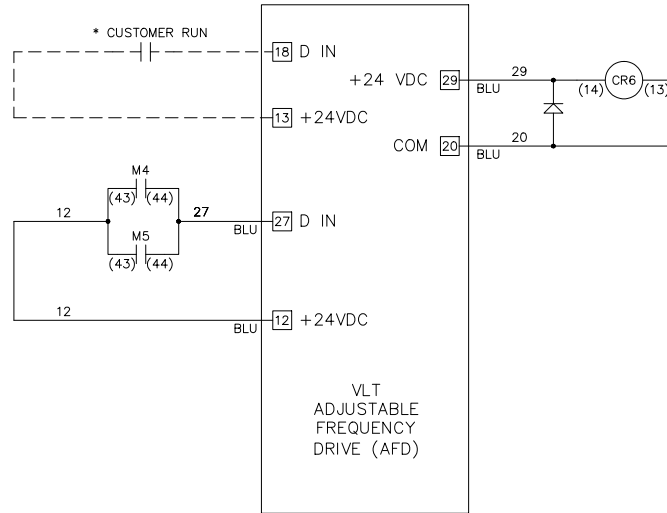 * CUSTOMER RUN
18 D IN
13 +24VDC
+24 VDC 29
29
BLU
(14) CR6 (13)
COM 20
20
BLU
M4
(43) (44)
12
27
BLU
27 D IN
M5
(43) (44)
12
BLU
12 +24VDC
VLT
ADJUSTABLE
FREQUENCY
DRIVE (AFD)